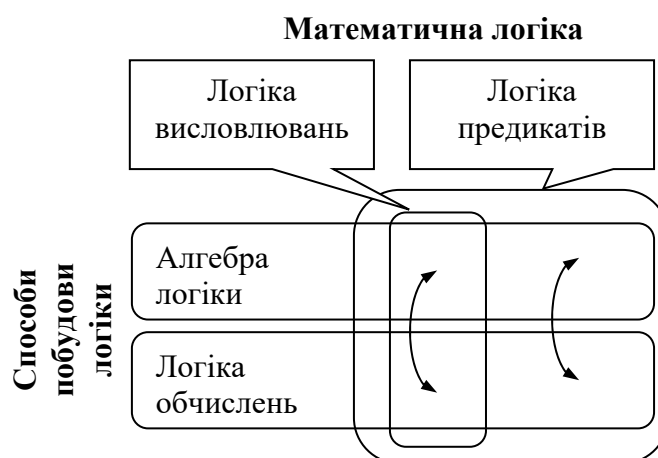 Математична логіка
Логіка
висловлювань
Логіка
предикатів
Способи
побудови
логіки
Алгебра
логіки
Логіка
обчислень